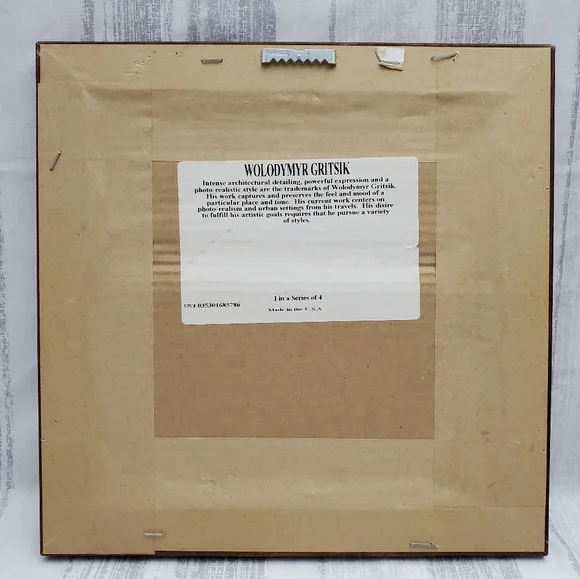 WOLODYMYR GRITSIK
Intense architectural detailing, powerful expression and a
photo-realistic style are the trademarks of Wolodymyr Gritsik.
His work captures and preserves the feel and mood of a
particular place and time. His current work centers on
photo-realism and urban settings from his travels. His disire
to fulfill his artistic goals requires that he pursue a variety
of styles.
1 in a Series of 4
UPC# 035301685786
Made in the U.S.A.